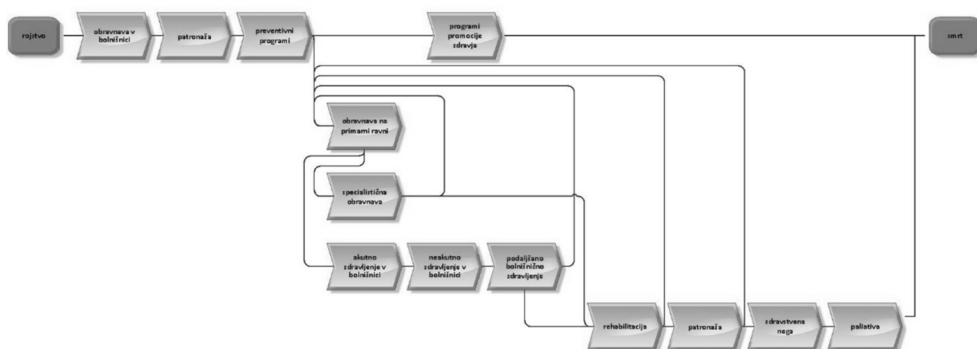 rojstvo
obravnava v
bolnišnici
patronaža
preventivni
programi
programi
promocije
zdravja
smrt
obravnava na
primarni ravni
specialistična
obravnava
akutno
zdravljenje v
bolnišnici
neakutno
zdravljenje v
bolnišnici
podaljšano
bolnišnično
zdravljenje
rehabilitacija
patronaža
zdravstvena
nega
paliativa